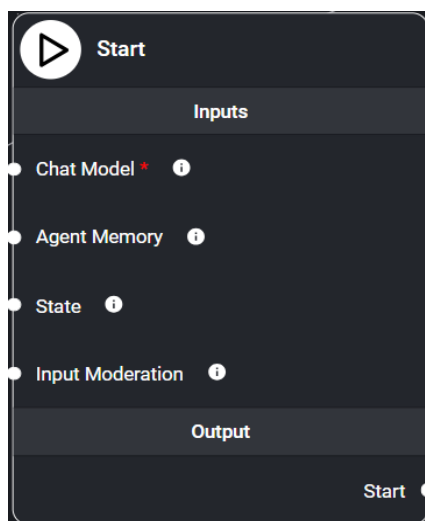 Start
Inputs
Chat Model *
Agent Memory
State
Input Moderation
Output
Start